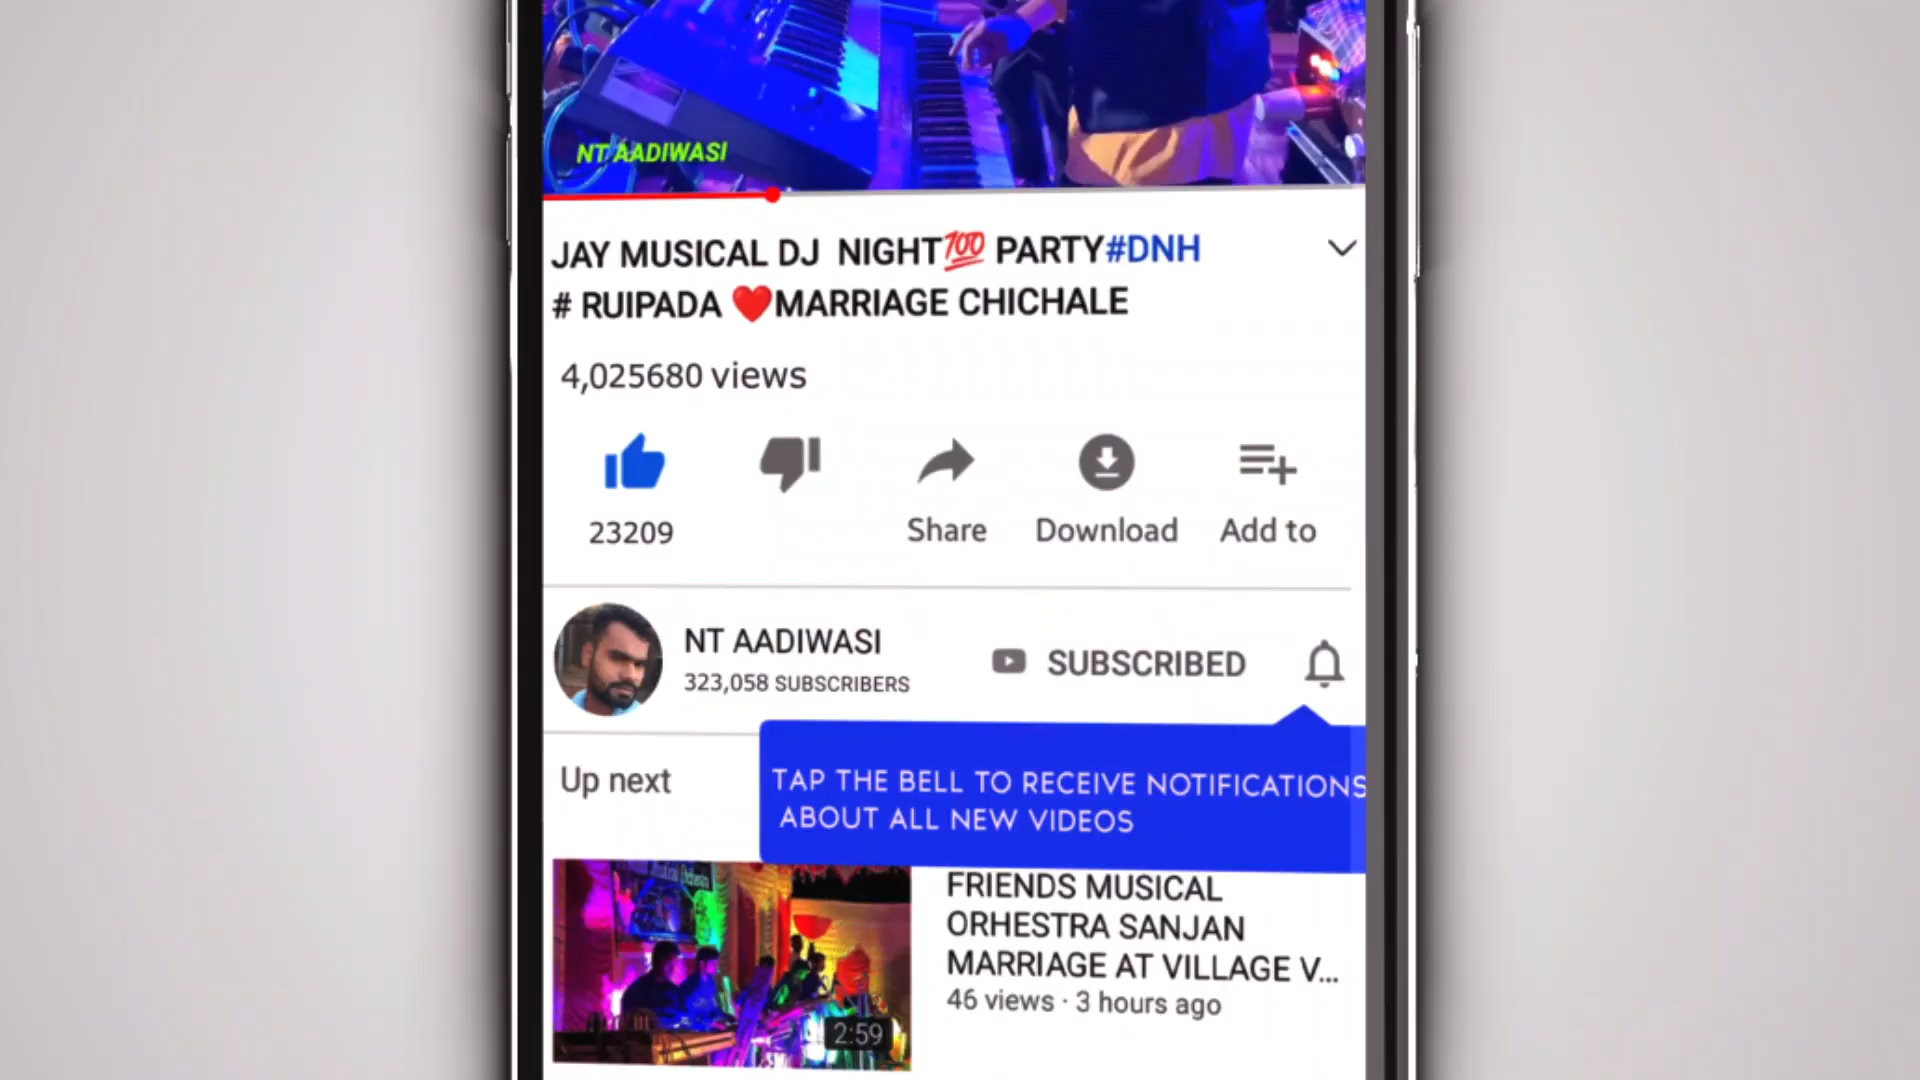 NT AADIWASI
JAY MUSICAL DJ NIGHT💯 PARTY#DNH
# RUIPADA ❤️MARRIAGE CHICHALE
4,025680 views
23209
Share
Download
Add to
NT AADIWASI
323,058 SUBSCRIBERS
SUBSCRIBED
TAP THE BELL TO RECEIVE NOTIFICATIONS
ABOUT ALL NEW VIDEOS
Up next
2:59
FRIENDS MUSICAL
ORHESTRA SANJAN
MARRIAGE AT VILLAGE V...
46 views · 3 hours ago